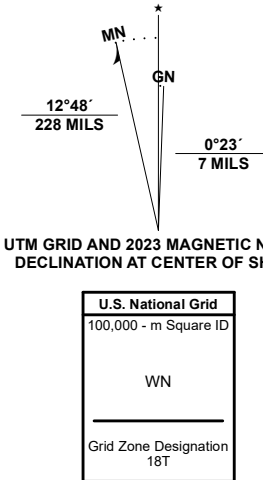 ★
MN
GN
12°48´
228 MILS
0°23´
7 MILS
UTM GRID AND 2023 MAGNETIC N
DECLINATION AT CENTER OF SH
U.S. National Grid
100,000 - m Square ID
WN
Grid Zone Designation
18T